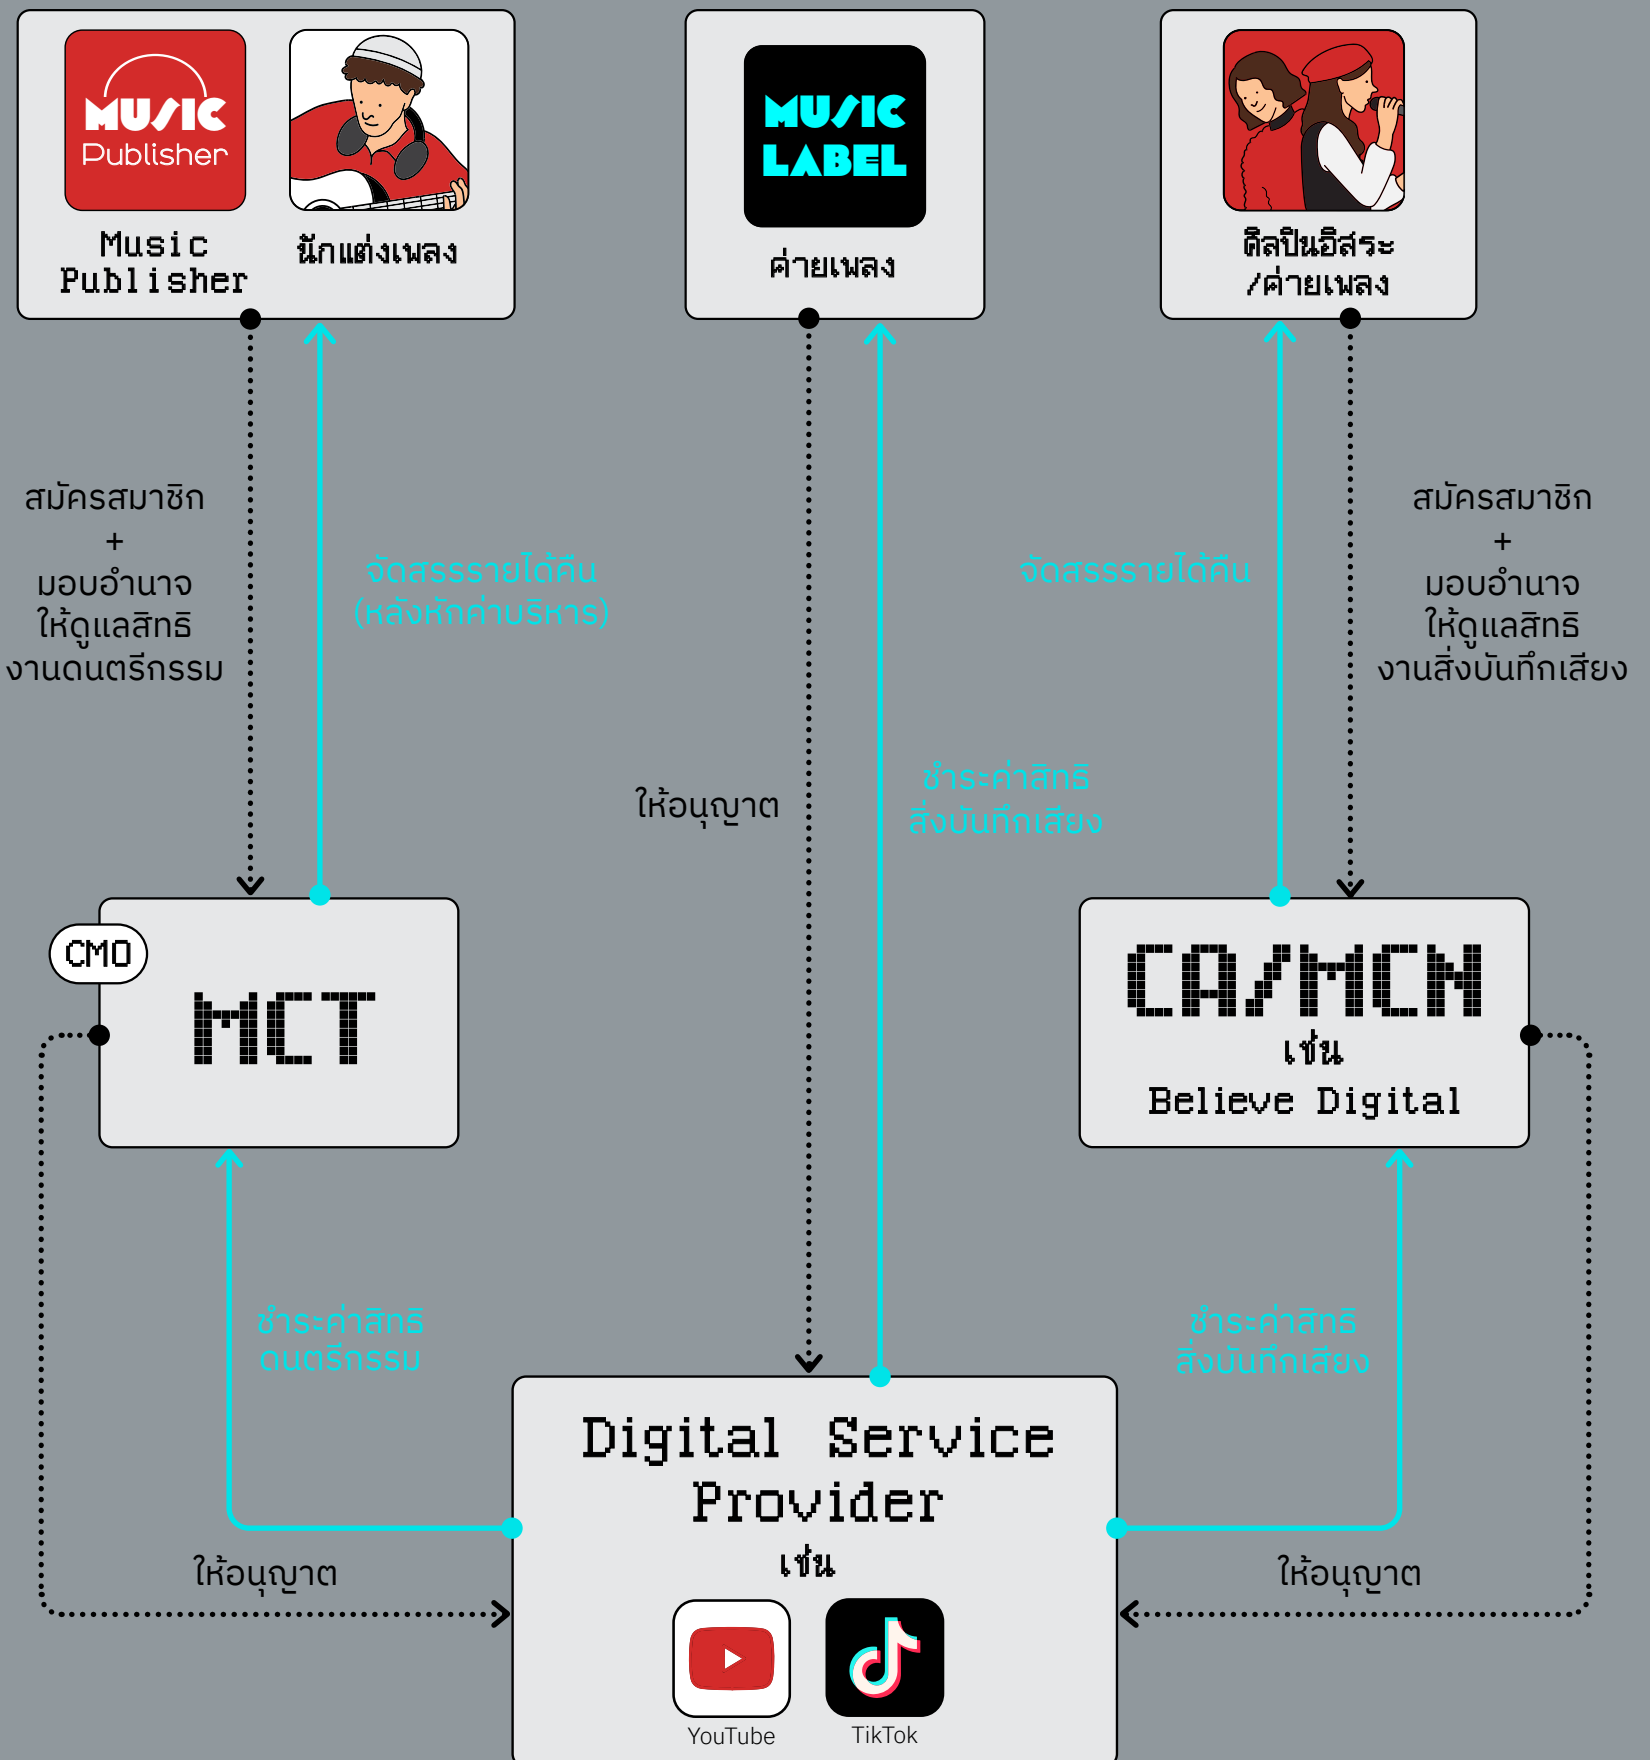 MUSIC
Publisher
Music
Publisher
นักแต่งเพลง
MUSIC
LABEL
ค่ายเพลง
ศิลปินอิสระ
/ค่ายเพลง
สมัครสมาชิก
+
มอบอำนาจ
ให้ดูแลสิทธิ
งานดนตรีกรรม
จัดสรรรายได้คืน
(หลังหักค่าบริหาร)
จัดสรรรายได้คืน
สมัครสมาชิก
+
มอบอำนาจ
ให้ดูแลสิทธิ
งานสิ่งบันทึกเสียง
ให้อนุญาต
ชำระค่าสิทธิ
สิ่งบันทึกเสียง
CMO
MCT
CA/MCN
เช่น
Believe Digital
ชำระค่าสิทธิ
ดนตรีกรรม
ชำระค่าสิทธิ
สิ่งบันทึกเสียง
Digital Service
Provider
เช่น
ให้อนุญาต
ให้อนุญาต
YouTube
TikTok